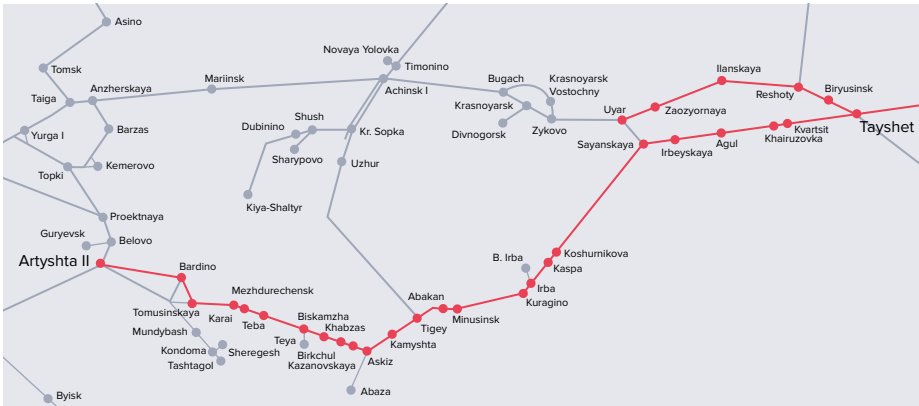 Asino
Novaya Yolovka
Tomsk
Timonino
Ilanskaya
Mariinsk
Bugach
Krasnoyarsk
Vostochny
Anzherskaya
Achinsk I
Taiga
Krasnoyarsk
Reshoty
Biryusinsk
Uyar
Zaozyornaya
Shush
Dubinino
Yurga I
Barzas
Kr. Sopka
Divnogorsk
Zykovo
Kvartsit
Tayshet
Sayanskaya
Irbeyskaya
Agul
Khairuzovka
Sharypovo
Uzhur
Kemerovo
Topki
Kiya-Shaltyr
Proektnaya
Guryevsk
Belovo
Koshurnikova
Artyshta II
Bardino
B. Irba
Kaspa
Mezhdurechensk
Irba
Abakan
Kuragino
Tomusinskaya
Karai
Teba
Biskamzha
Minusinsk
Khabzas
Tigey
Mundybash
Teya
Kamyshta
Kondoma
Sheregesh
Birkchul
Tashtagol
Kazanovskaya
Askiz
Abaza
Byisk